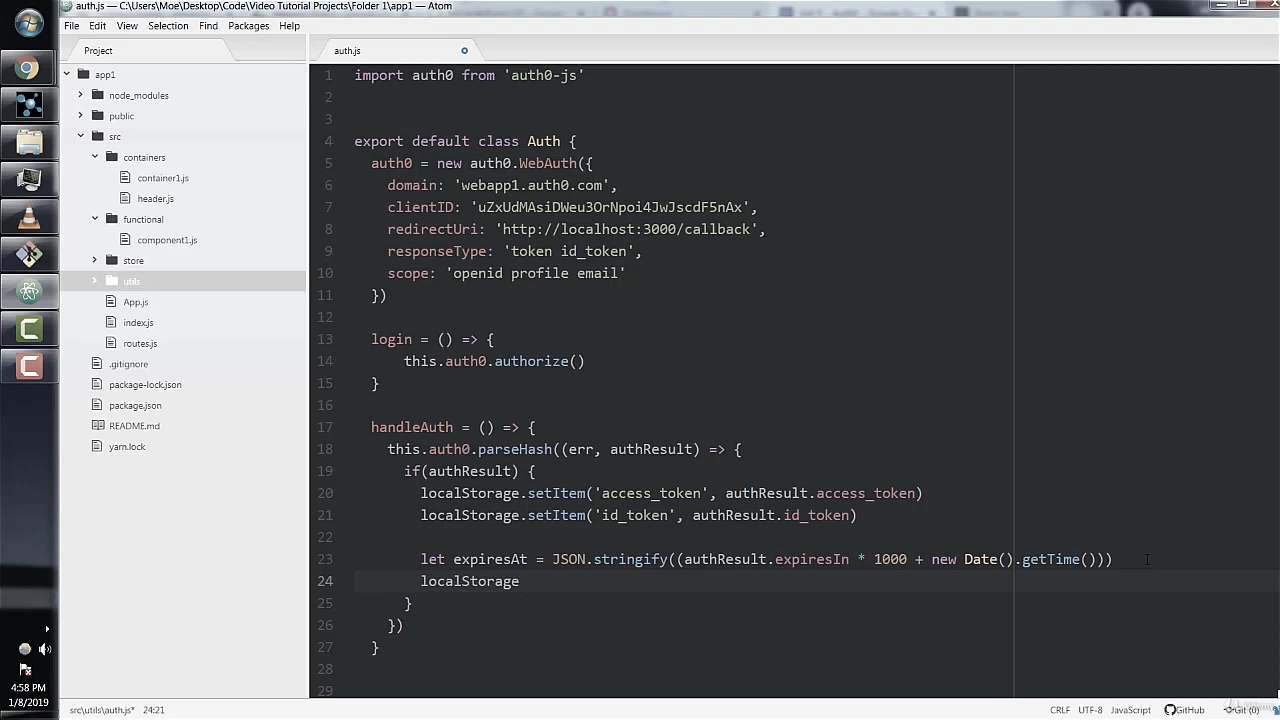 auth.js — C:\Users\Moe\Desktop\Code\Video Tutorial Projects\Folder 1\app1 — Atom
File Edit View Selection Find Packages Help
Project
auth.js
app1
node_modules
public
src
containers
container1.js
header.js
functional
component1.js
store
utils
App.js
index.js
routes.js
.gitignore
package-lock.json
package.json
README.md
yarn.lock
1 import auth0 from 'auth0-js'
2
3
4 export default class Auth {
5 auth0 = new auth0.WebAuth({
6 domain: 'webapp1.auth0.com',
7 clientID: 'uZxUdMAsiDWeu3OrNpoi4JwJscdF5nAx',
8 redirectUri: 'http://localhost:3000/callback',
9 responseType: 'token id_token',
10 scope: 'openid profile email'
11 })
12
13 login = () => {
14 this.auth0.authorize()
15 }
16
17 handleAuth = () => {
18 this.auth0.parseHash((err, authResult) => {
19 if(authResult) {
20 localStorage.setItem('access_token', authResult.access_token)
21 localStorage.setItem('id_token', authResult.id_token)
22
23 let expiresAt = JSON.stringify((authResult.expiresIn * 1000 + new Date().getTime()))
24 localStorage
25 }
26 })
27 }
28
29
4:58 PM
1/8/2019
src\utils\auth.js* 24:21
CRLF UTF-8 JavaScript GitHub Git (0)